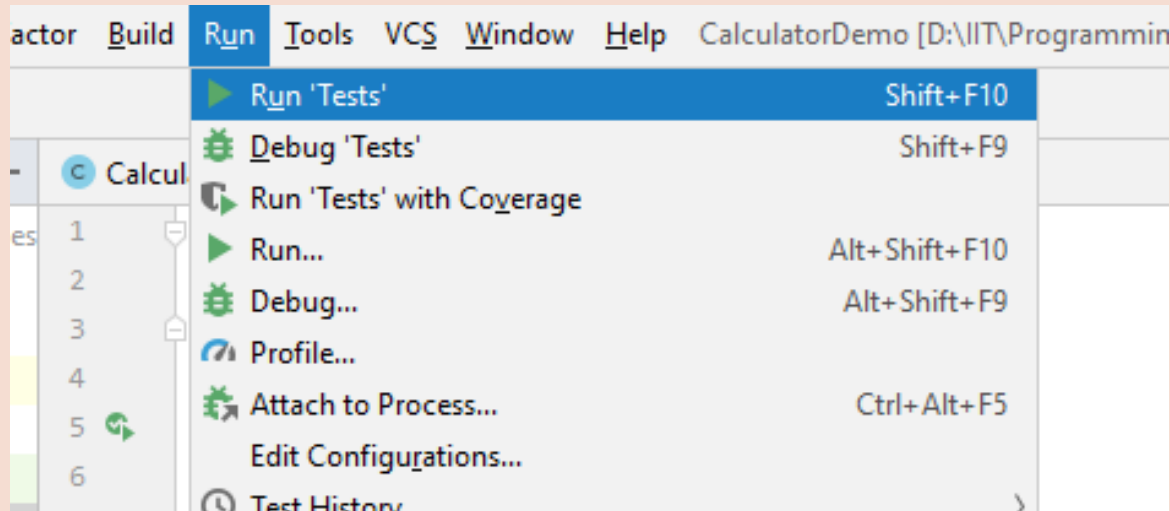 actor Build Run Tools VCS Window Help CalculatorDemo [D:\IIT\Programmin
Run 'Tests' Shift+F10
Debug 'Tests' Shift+F9
C Calcul
Run 'Tests' with Coverage
es 1
Run... Alt+Shift+F10
2
Debug... Alt+Shift+F9
3
Profile...
4
Attach to Process... Ctrl+Alt+F5
5
Edit Configurations...
6
Test History